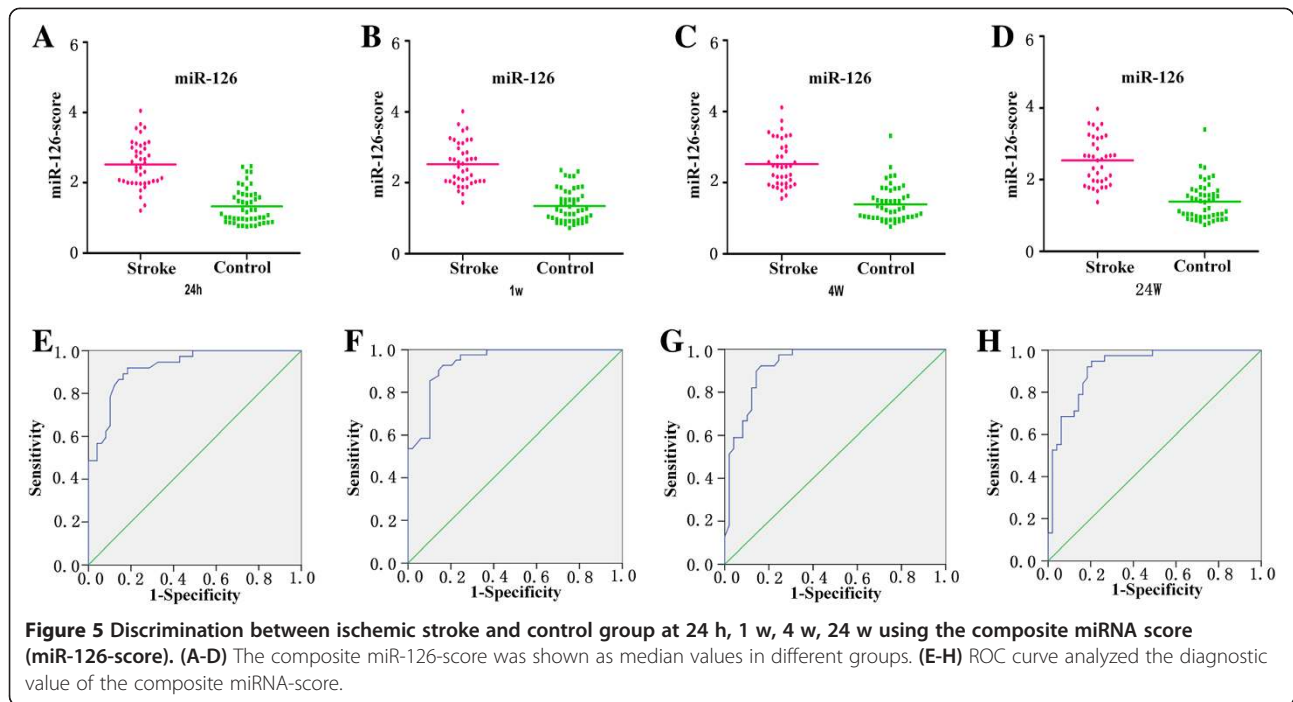 A
B
C
D
6
4
2
0
miR-126-score
miR-126
Stroke
Control
24h
6
4
2
0
miR-126-score
miR-126
Stroke
Control
1w
6
4
2
0
miR-126-score
miR-126
Stroke
Control
4W
6
4
2
0
miR-126-score
miR-126
Stroke
Control
24W
E
F
G
H
1.0
0.8
0.6
0.4
0.2
0.0
Sensitivity
0.0 0.2 0.4 0.6 0.8 1.0
1-Specificity
1.0
0.8
0.6
0.4
0.2
0.0
Sensitivity
0.0 0.2 0.4 0.6 0.8 1.0
1-Specificity
1.0
0.8
0.6
0.4
0.2
0.0
Sensitivity
0.0 0.2 0.4 0.6 0.8 1.0
1-Specificity
1.0
0.8
0.6
0.4
0.2
0.0
Sensitivity
0.0 0.2 0.4 0.6 0.8 1.0
1-Specificity
Figure 5 Discrimination between ischemic stroke and control group at 24 h, 1 w, 4 w, 24 w using the composite miRNA score
(miR-126-score). (A-D) The composite miR-126-score was shown as median values in different groups. (E-H) ROC curve analyzed the diagnostic
value of the composite miRNA-score.